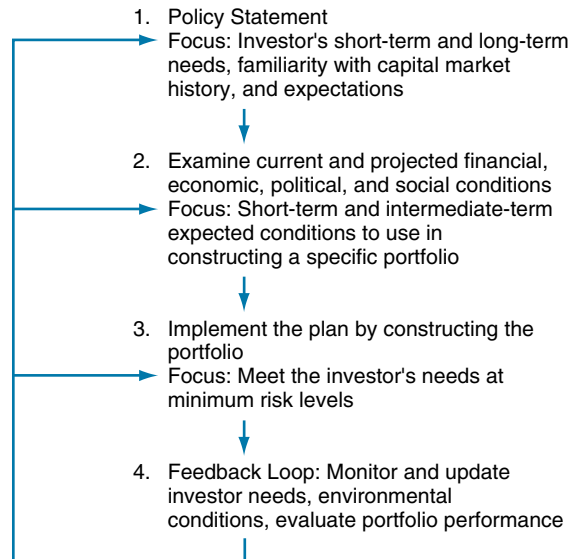 1. Policy Statement
Focus: Investor's short-term and long-term
needs, familiarity with capital market
history, and expectations
2. Examine current and projected financial,
economic, political, and social conditions
Focus: Short-term and intermediate-term
expected conditions to use in
constructing a specific portfolio
3. Implement the plan by constructing the
portfolio
Focus: Meet the investor's needs at
minimum risk levels
4. Feedback Loop: Monitor and update
investor needs, environmental
conditions, evaluate portfolio performance